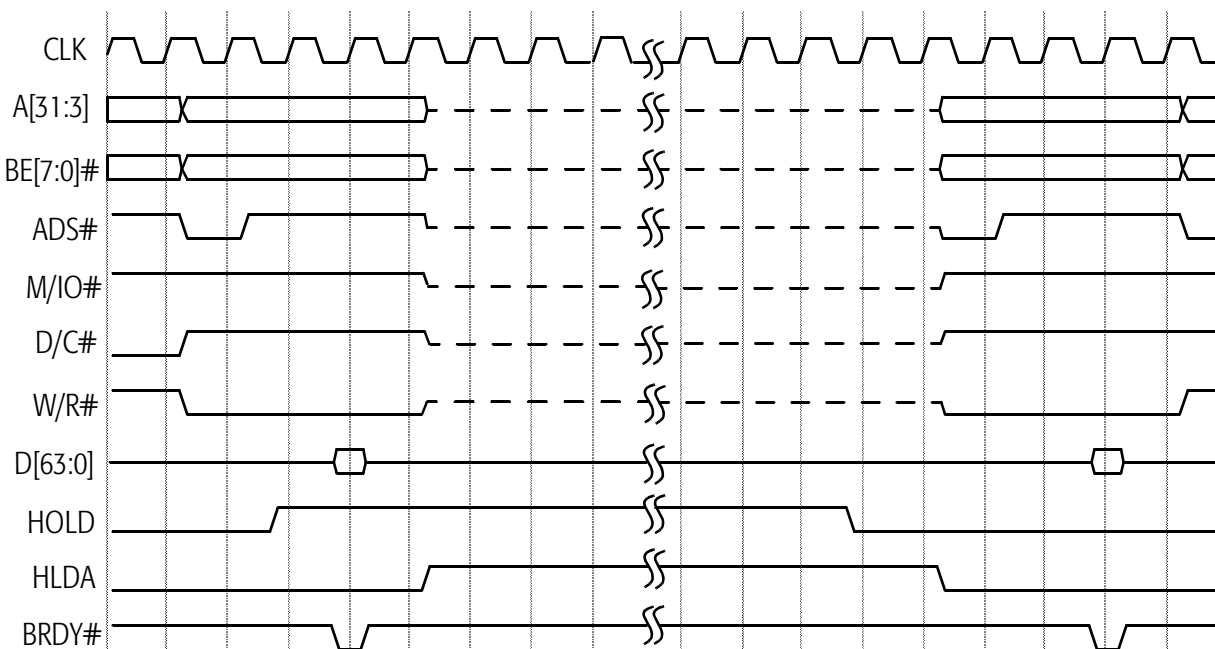 CLK
A[31:3]
BE[7:0]#
ADS#
M/IO#
D/C#
W/R#
D[63:0]
HOLD
HLDA
BRDY#